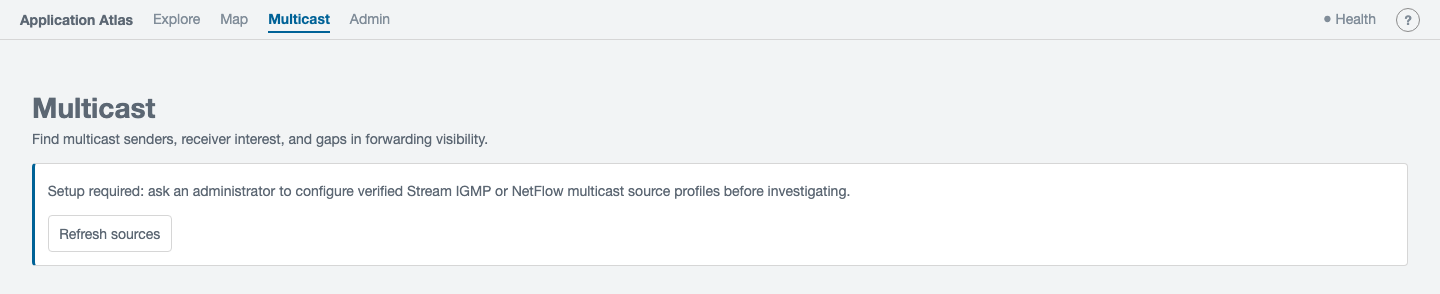 Application Atlas Explore Map Multicast Admin Health ?
Multicast
Find multicast senders, receiver interest, and gaps in forwarding visibility.
Setup required: ask an administrator to configure verified Stream IGMP or NetFlow multicast source profiles before investigating.
Refresh sources